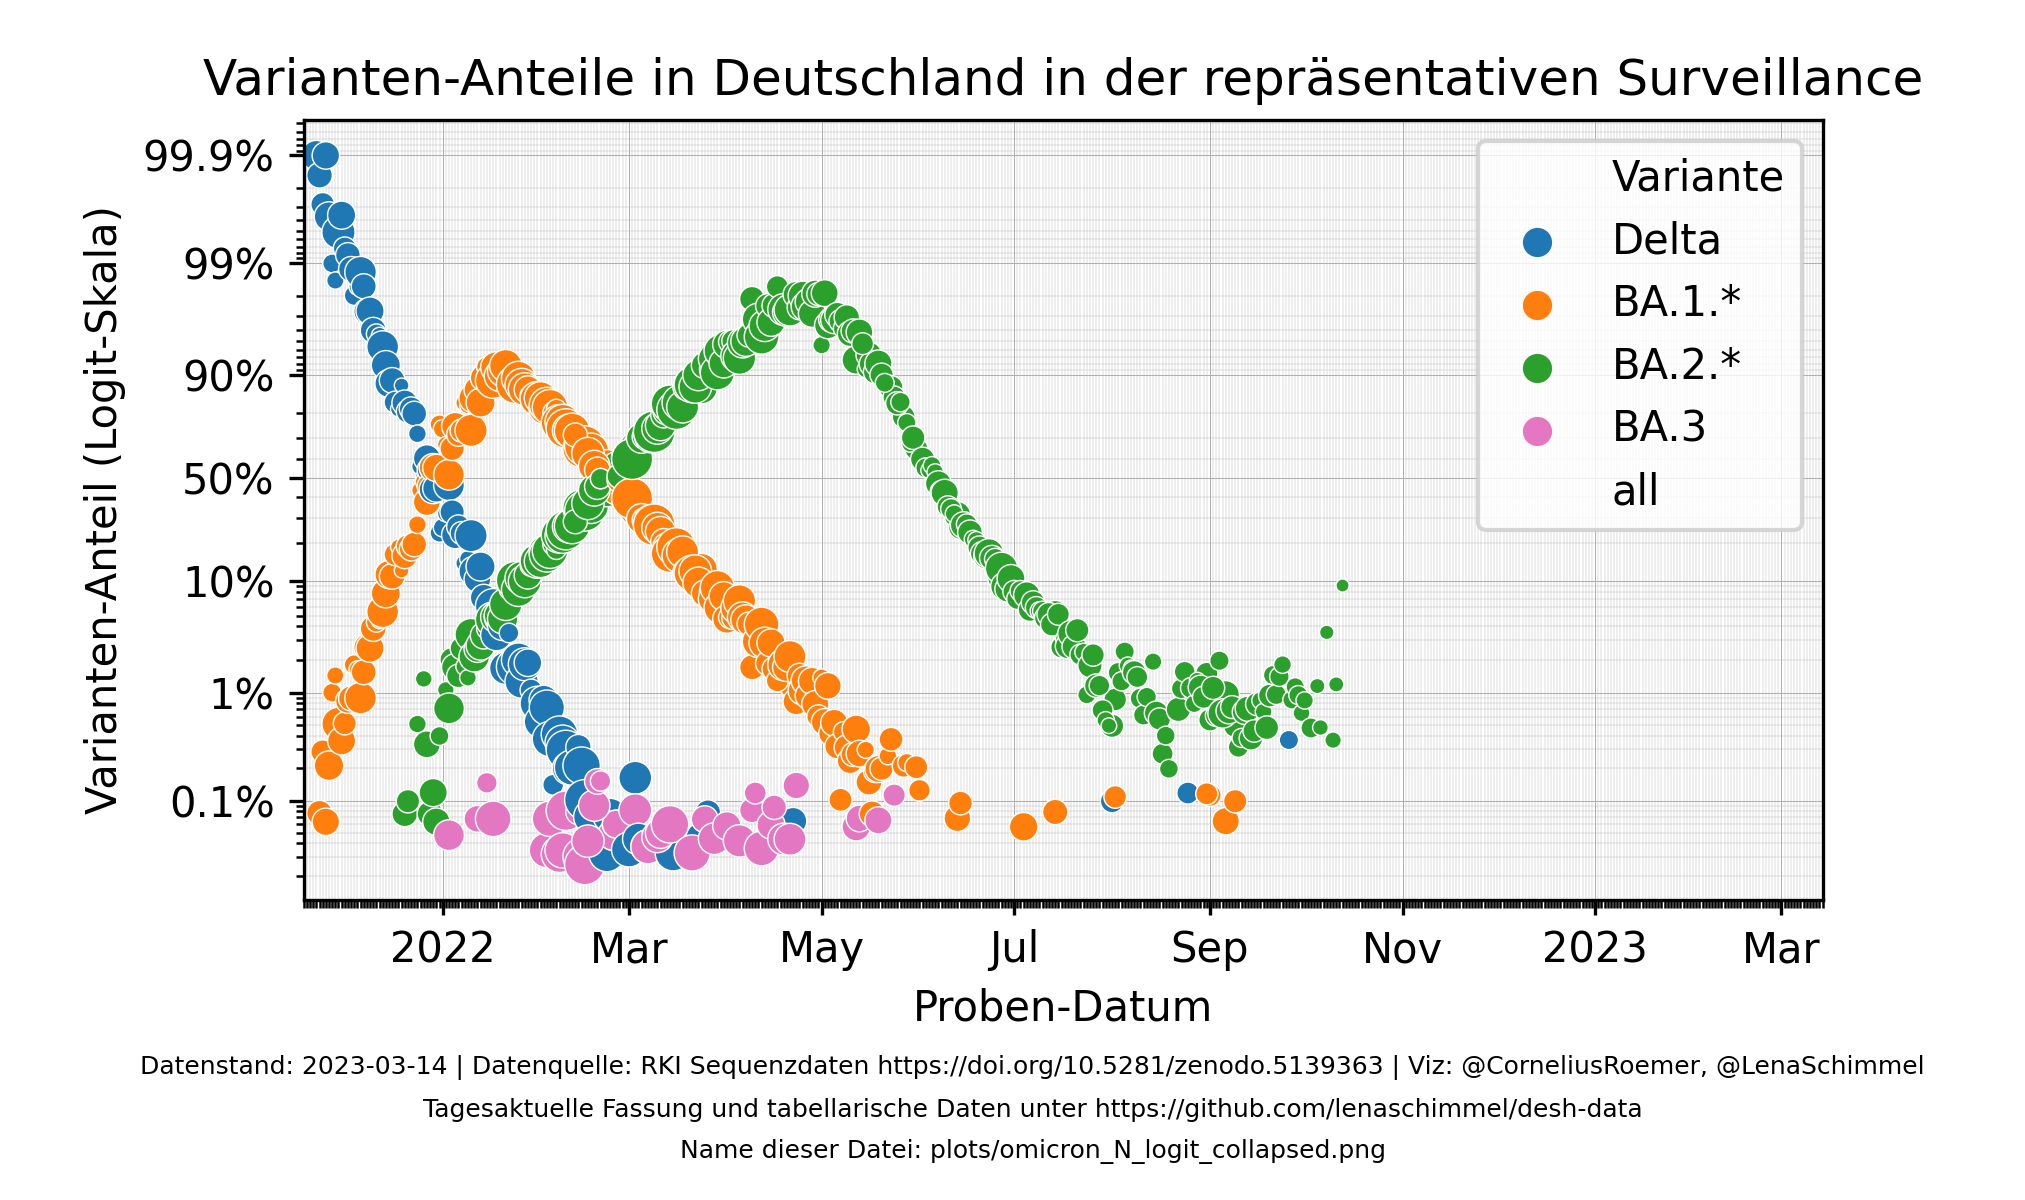 Varianten-Anteile in Deutschland in der repräsentativen Surveillance
Varianten-Anteil (Logit-Skala)
99.9%
99%
90%
50%
10%
1%
0.1%
Variante
Delta
BA.1.*
BA.2.*
BA.3
all
2022 Mar May Jul Sep Nov 2023 Mar
Proben-Datum
Datenstand: 2023-03-14 | Datenquelle: RKI Sequenzdaten https://doi.org/10.5281/zenodo.5139363 | Viz: @CorneliusRoemer, @LenaSchimmel
Tagesaktuelle Fassung und tabellarische Daten unter https://github.com/lenaschimmel/desh-data
Name dieser Datei: plots/omicron_N_logit_collapsed.png